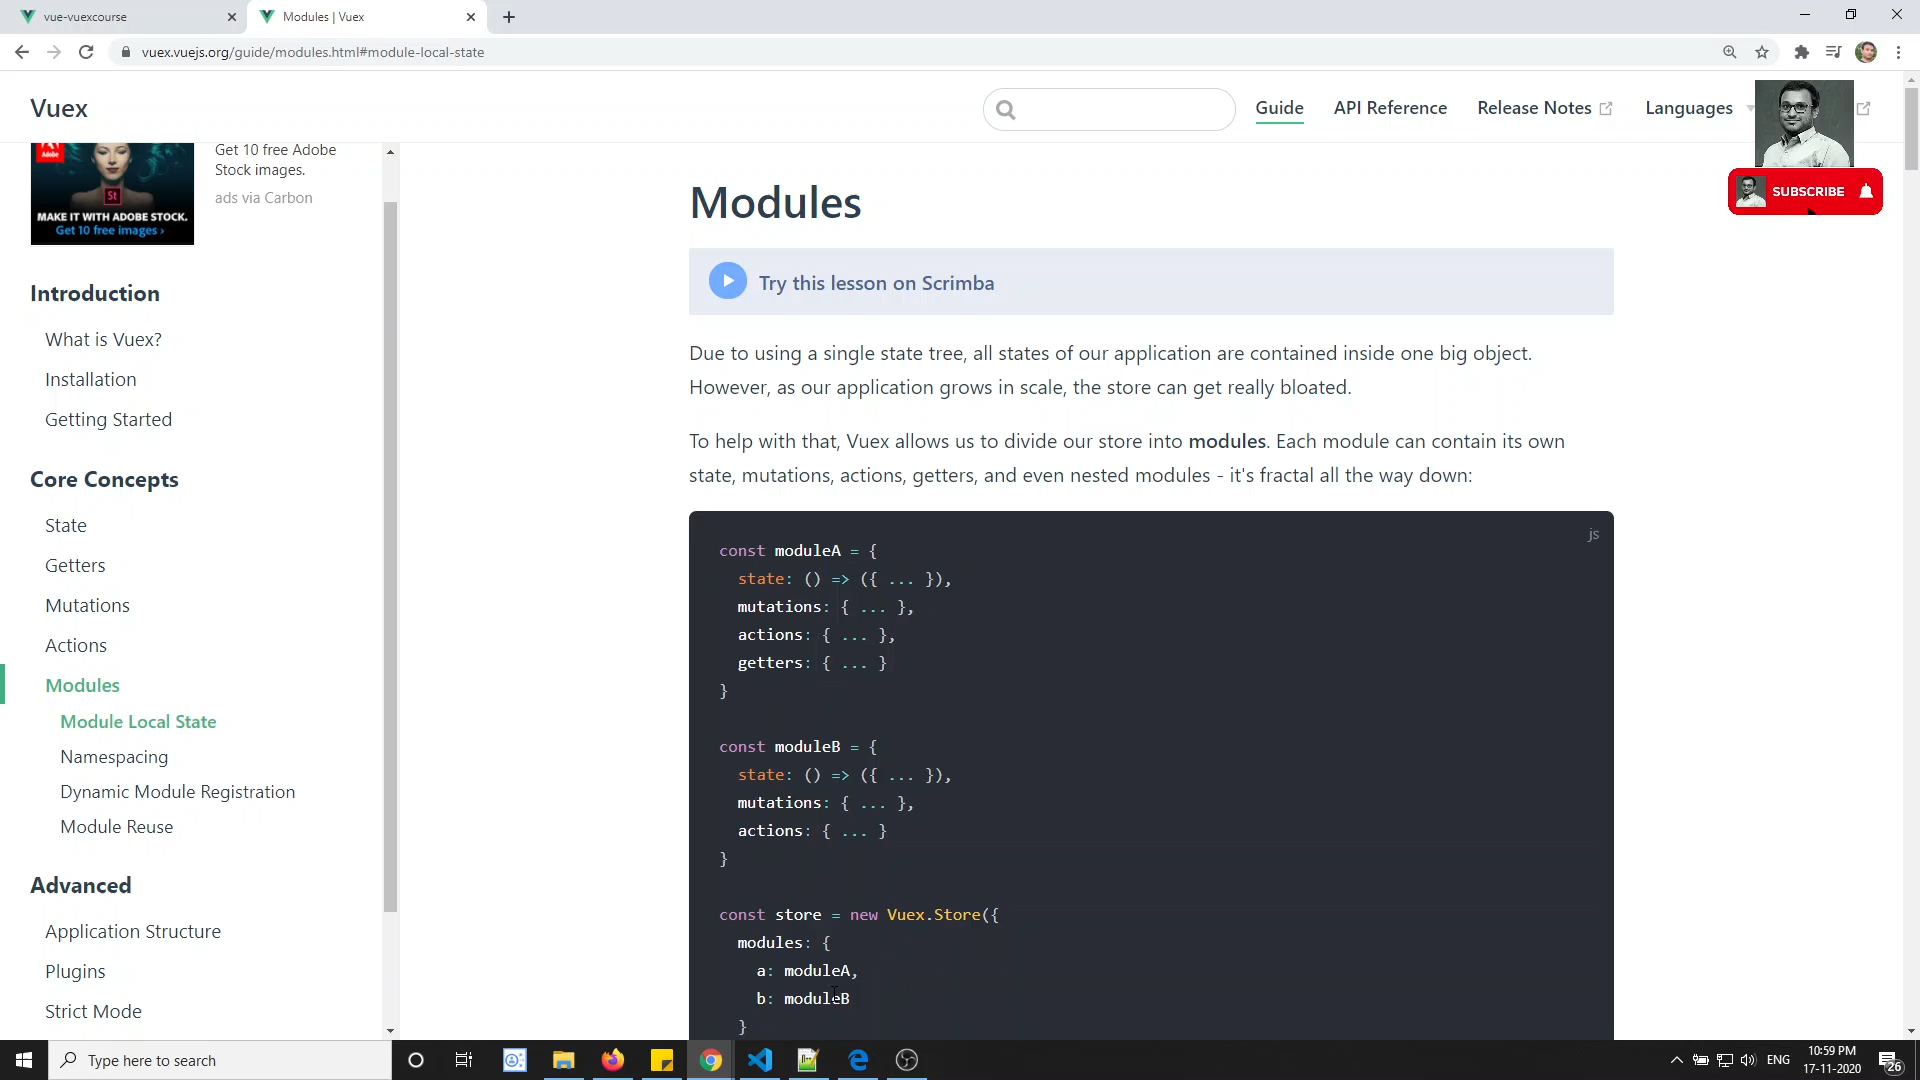 vue-vuexcourse
Modules | Vuex
vuex.vuejs.org/guide/modules.html#module-local-state
Vuex
Guide
API Reference
Release Notes
Languages
SUBSCRIBE
Adobe
St
MAKE IT WITH ADOBE STOCK.
Get 10 free images ›
Get 10 free Adobe
Stock images.
ads via Carbon
Introduction
What is Vuex?
Installation
Getting Started
Core Concepts
State
Getters
Mutations
Actions
Modules
Module Local State
Namespacing
Dynamic Module Registration
Module Reuse
Advanced
Application Structure
Plugins
Strict Mode
Modules
Try this lesson on Scrimba
Due to using a single state tree, all states of our application are contained inside one big object.
However, as our application grows in scale, the store can get really bloated.
To help with that, Vuex allows us to divide our store into modules. Each module can contain its own
state, mutations, actions, getters, and even nested modules - it's fractal all the way down:
js
const moduleA = {
state: () => ({ ... }),
mutations: { ... },
actions: { ... },
getters: { ... }
}
const moduleB = {
state: () => ({ ... }),
mutations: { ... },
actions: { ... }
}
const store = new Vuex.Store({
modules: {
a: moduleA,
b: moduleB
}
Type here to search
ENG
10:59 PM
17-11-2020
26